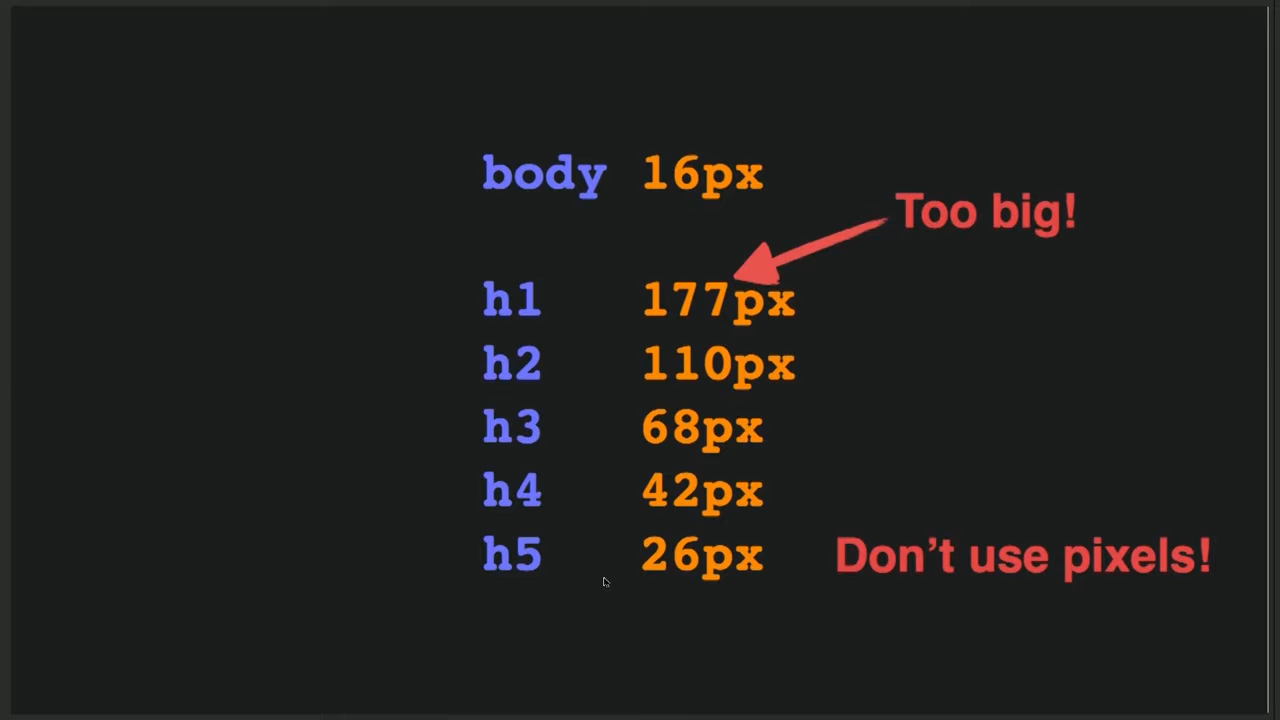 body 16px
Too big!
h1 177px
h2 110px
h3 68px
h4 42px
h5 26px
Don’t use pixels!